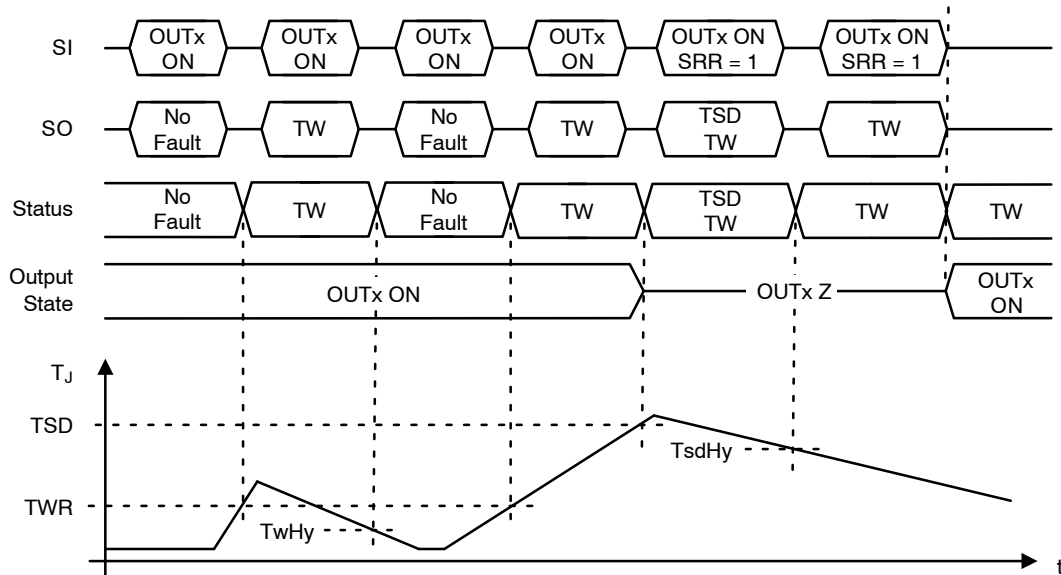 SI
OUTx
ON
OUTx
ON
OUTx
ON
OUTx
ON
OUTx ON
SRR = 1
OUTx ON
SRR = 1
SO
No
Fault
TW
No
Fault
TW
TSD
TW
TW
Status
No
Fault
TW
No
Fault
TW
TSD
TW
TW
TW
Output
State
OUTx ON
OUTx Z
OUTx
ON
TJ
TSD
TsdHy
TWR
TwHy
t